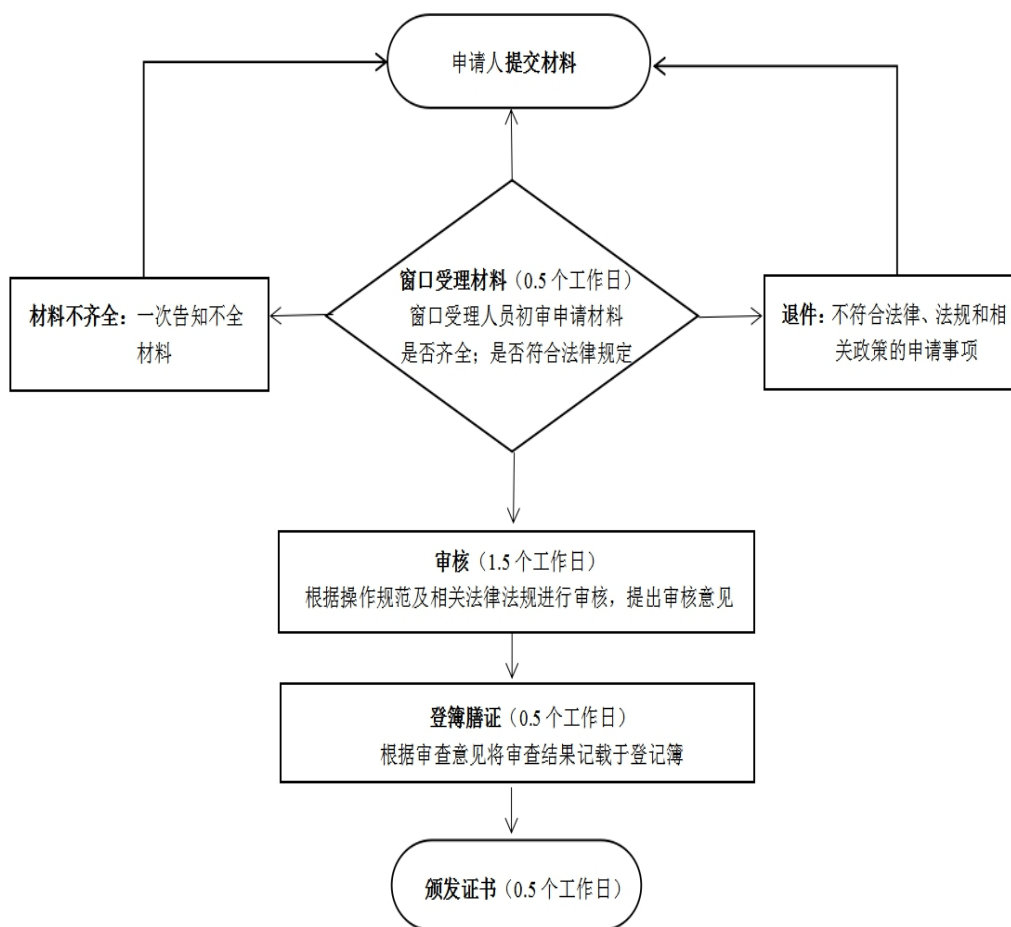 申请人提交材料
窗口受理材料（0.5个工作日）
窗口受理人员初审申请材料
是否齐全；是否符合法律规定
材料不齐全：一次告知不全
材料
退件：不符合法律、法规和相
关政策的申请事项
审核（1.5个工作日）
根据操作规范及相关法律法规进行审核，提出审核意见
登簿膳证（0.5个工作日）
根据审查意见将审查结果记载于登记簿
颁发证书（0.5个工作日）